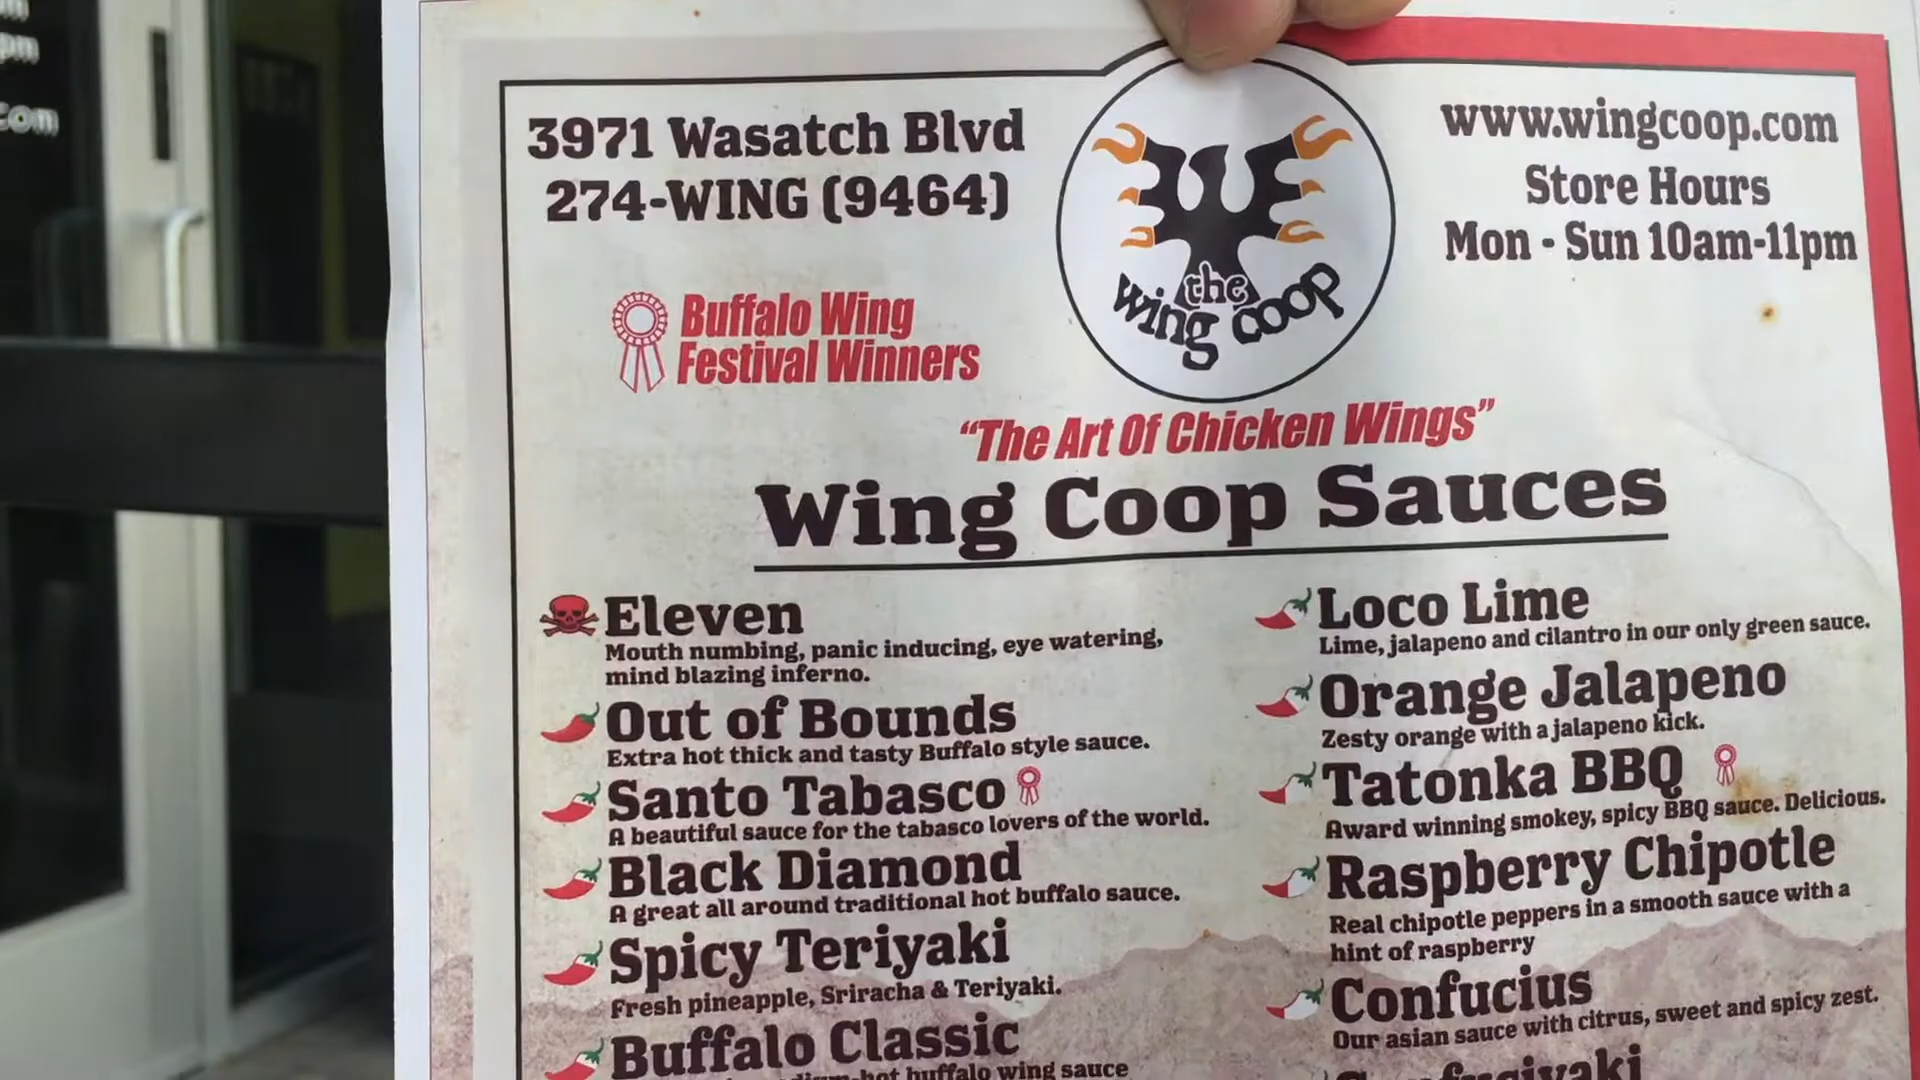 pm
com
3971 Wasatch Blvd
274-WING (9464)
Buffalo Wing
Festival Winners
the
wing coop
www.wingcoop.com
Store Hours
Mon - Sun 10am-11pm
“The Art Of Chicken Wings”
Wing Coop Sauces
Eleven
Mouth numbing, panic inducing, eye watering,
mind blazing inferno.
Out of Bounds
Extra hot thick and tasty Buffalo style sauce.
Santo Tabasco
A beautiful sauce for the tabasco lovers of the world.
Black Diamond
A great all around traditional hot buffalo sauce.
Spicy Teriyaki
Fresh pineapple, Sriracha & Teriyaki.
Buffalo Classic
hot buffalo wing sauce
Loco Lime
Lime, jalapeno and cilantro in our only green sauce.
Orange Jalapeno
Zesty orange with a jalapeno kick.
Tatonka BBQ
Award winning smokey, spicy BBQ sauce. Delicious.
Raspberry Chipotle
Real chipotle peppers in a smooth sauce with a
hint of raspberry
Confucius
Our asian sauce with citrus, sweet and spicy zest.